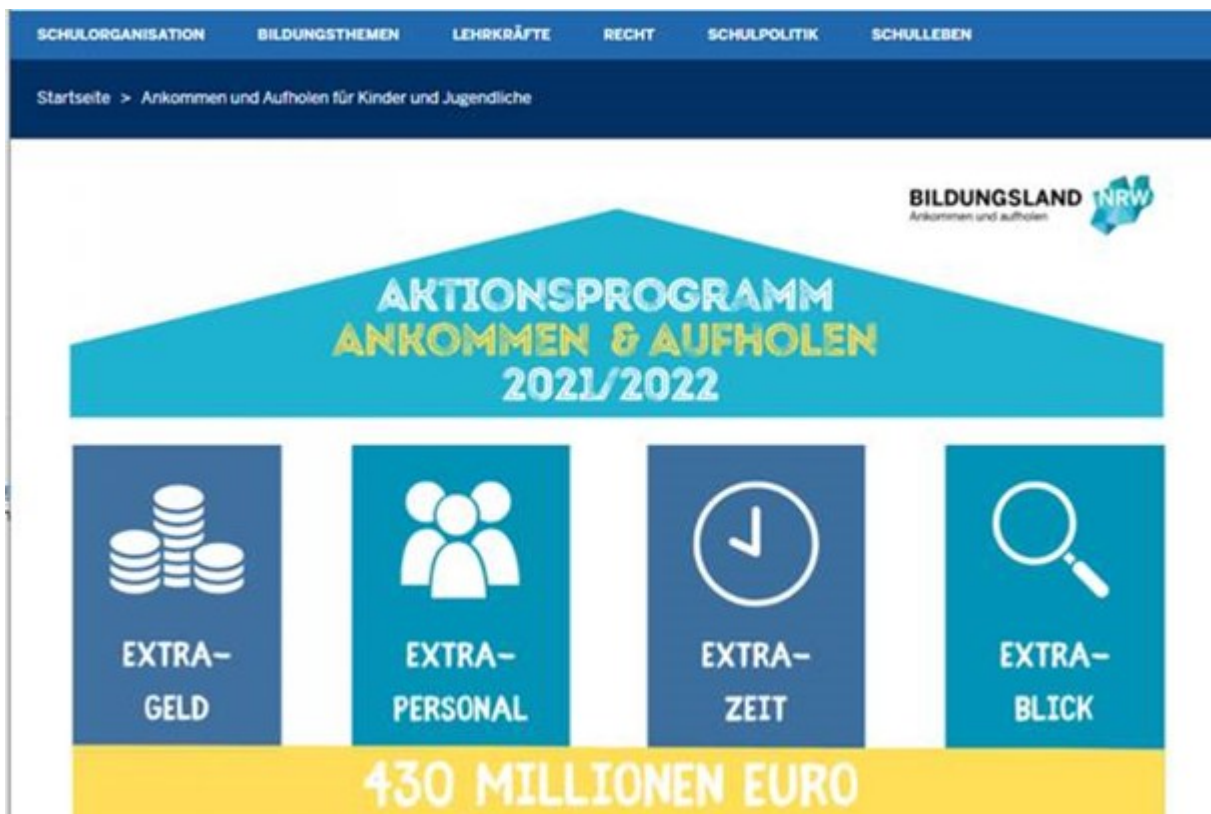 SCHULORGANISATION BILDUNGSTHEMEN LEHRKRÄFTE RECHT SCHULPOLITIK SCHULLEBEN
Startseite > Ankommen und Aufholen für Kinder und Jugendliche
BILDUNGSLAND NRW
Ankommen und aufholen
AKTIONSPROGRAMM
ANKOMMEN & AUFHOLEN
2021/2022
EXTRA-
GELD
EXTRA-
PERSONAL
EXTRA-
ZEIT
EXTRA-
BLICK
430 MILLIONEN EURO